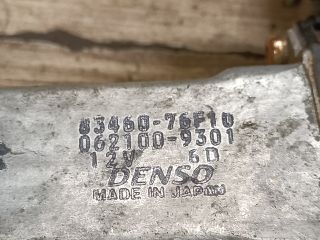 83460-76F10
062100-9301
12V 6D
DENSO
MADE IN JAPAN